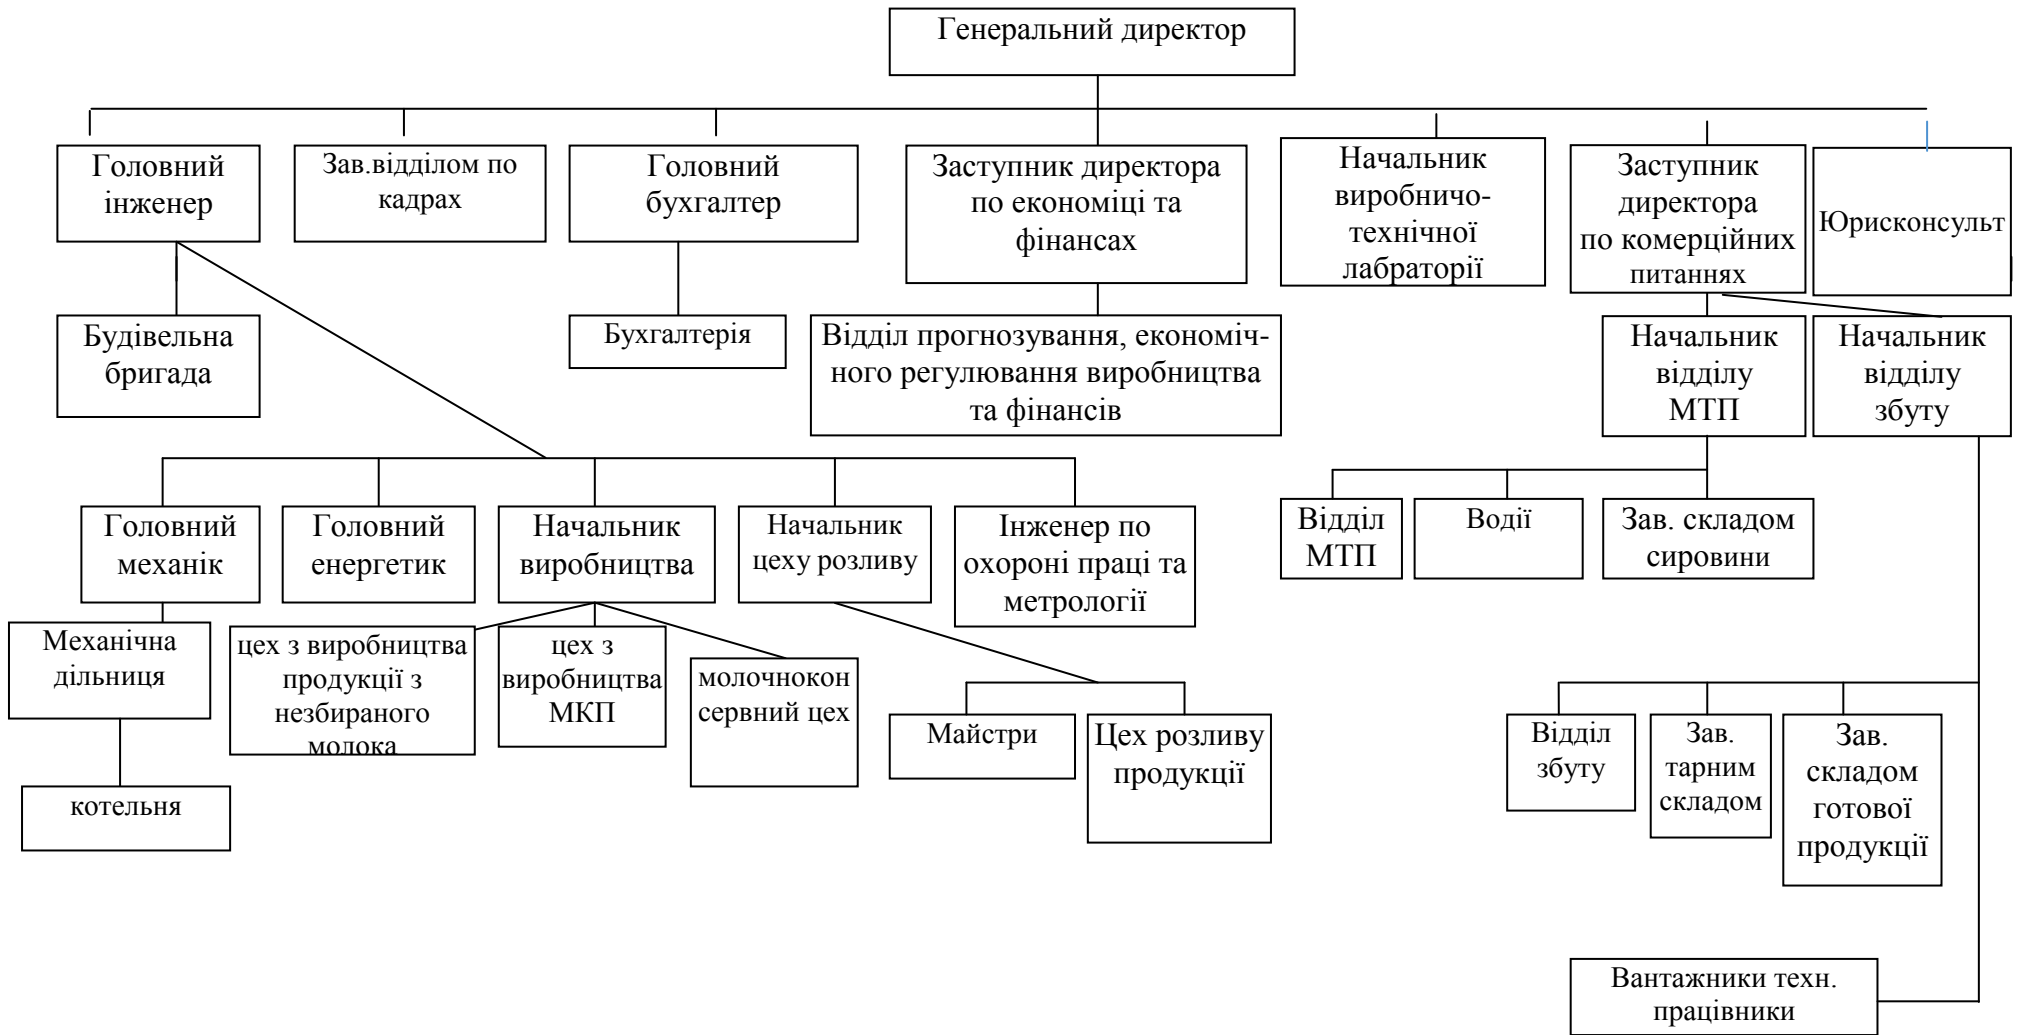 Генеральний директор
Головний
інженер
Зав.відділом по
кадрах
Головний
бухгалтер
Заступник директора
по економіці та
фінансах
Начальник
виробничо-
технічної
лабраторії
Заступник
директора
по комерційних
питаннях
Юрисконсульт
Будівельна
бригада
Бухгалтерія
Відділ прогнозування, економіч-
ного регулювання виробництва
та фінансів
Начальник
відділу
МТП
Начальник
відділу
збуту
Головний
механік
Головний
енергетик
Начальник
виробництва
Начальник
цеху розливу
Інженер по
охороні праці та
метрології
Відділ
МТП
Водії
Зав. складом
сировини
Механічна
дільниця
цех з виробництва
продукції з
незбираного
молока
цех з
виробництва
МКП
молочнокон
сервний цех
Майстри
Цех розливу
продукції
Відділ
збуту
Зав.
тарним
складом
Зав.
складом
готової
продукції
котельня
Вантажники техн.
працівники